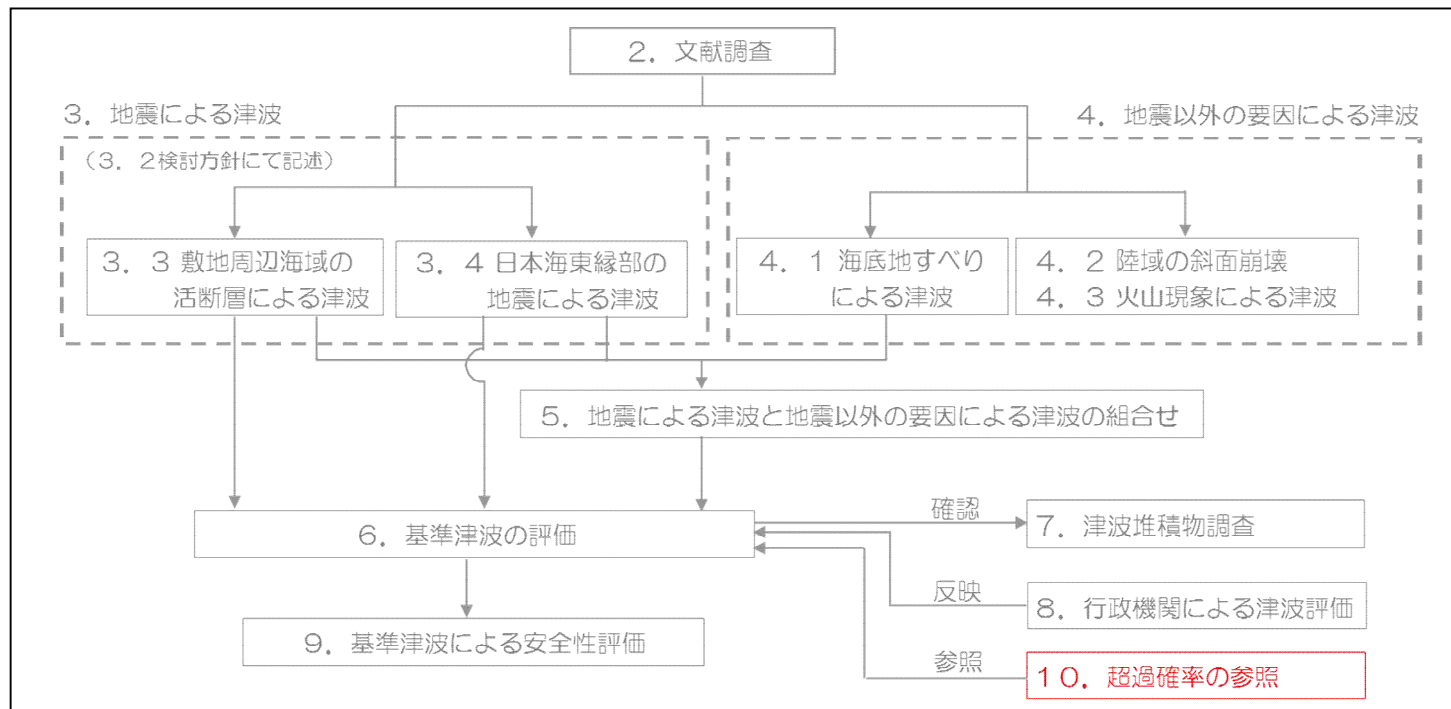 ２．文献調査
３．地震による津波
４．地震以外の要因による津波
（３．２検討方針にて記述）
３．３ 敷地周辺海域の
活断層による津波
３．４ 日本海東縁部の
地震による津波
４．１ 海底地すべり
による津波
４．２ 陸域の斜面崩壊
４．３ 火山現象による津波
５．地震による津波と地震以外の要因による津波の組合せ
６．基準津波の評価
確認
７．津波堆積物調査
反映
８．行政機関による津波評価
９．基準津波による安全性評価
参照
１０．超過確率の参照